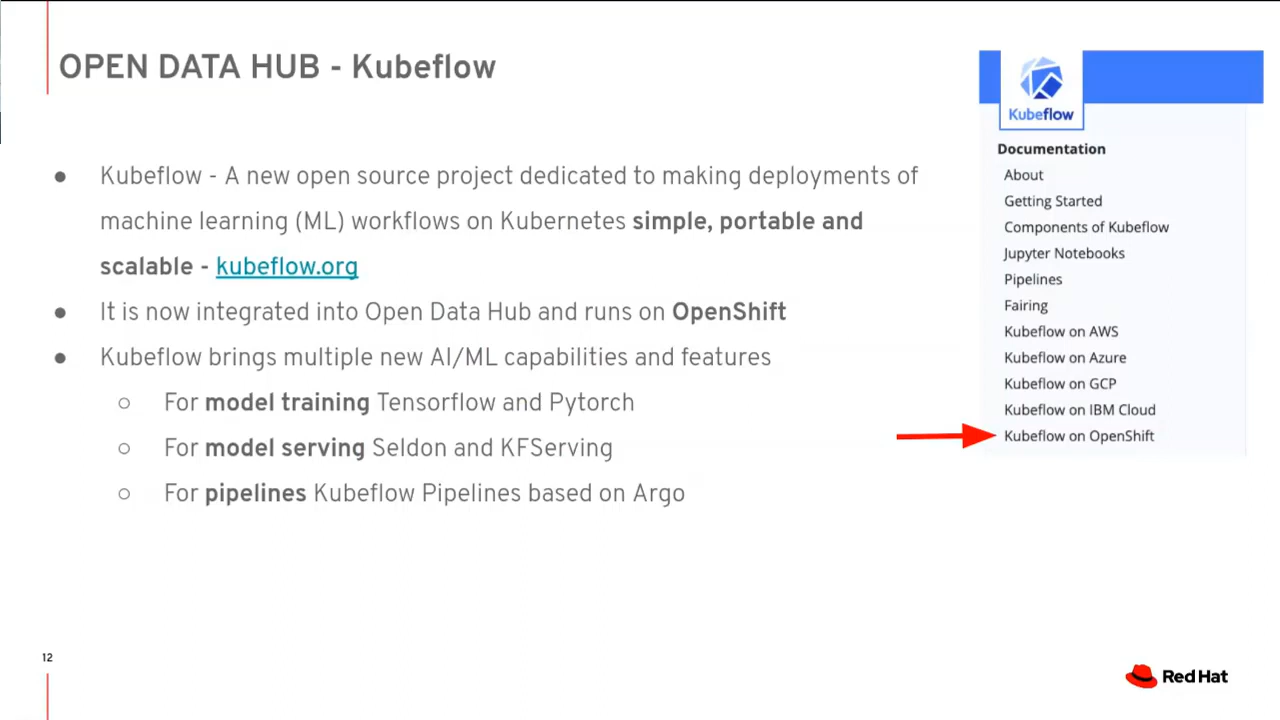 OPEN DATA HUB - Kubeflow
● Kubeflow - A new open source project dedicated to making deployments of
machine learning (ML) workflows on Kubernetes simple, portable and
scalable - kubeflow.org
● It is now integrated into Open Data Hub and runs on OpenShift
● Kubeflow brings multiple new AI/ML capabilities and features
○ For model training Tensorflow and Pytorch
○ For model serving Seldon and KFServing
○ For pipelines Kubeflow Pipelines based on Argo
Kubeflow
Documentation
About
Getting Started
Components of Kubeflow
Jupyter Notebooks
Pipelines
Fairing
Kubeflow on AWS
Kubeflow on Azure
Kubeflow on GCP
Kubeflow on IBM Cloud
Kubeflow on OpenShift
12
Red Hat